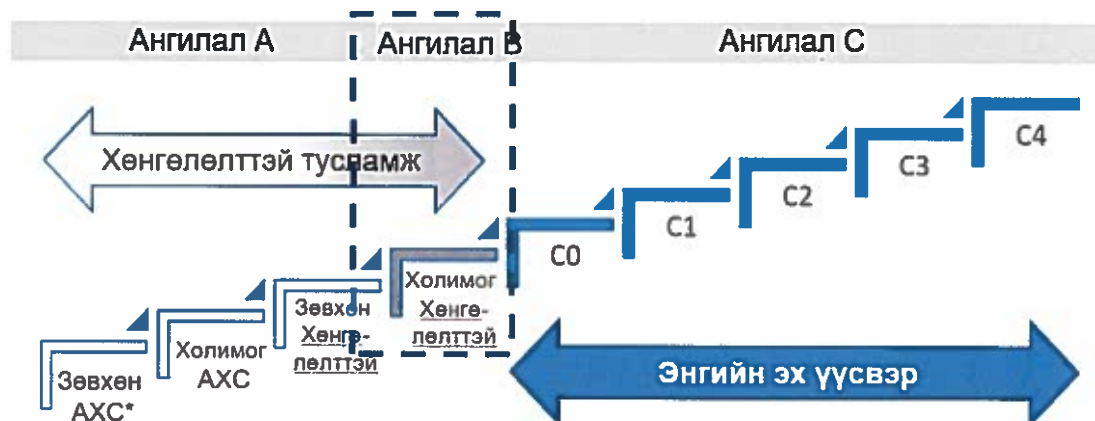 Ангилал А
Ангилал В
Ангилал С
Хөнгөлөлттэй тусламж
Зөвхөн
АХС*
Холимог
АХС
Зөвхөн
Хөнгө-
лөлттэй
Холимог
Хөнгө-
лөлттэй
C0
C1
C2
C3
C4
Энгийн эх үүсвэр